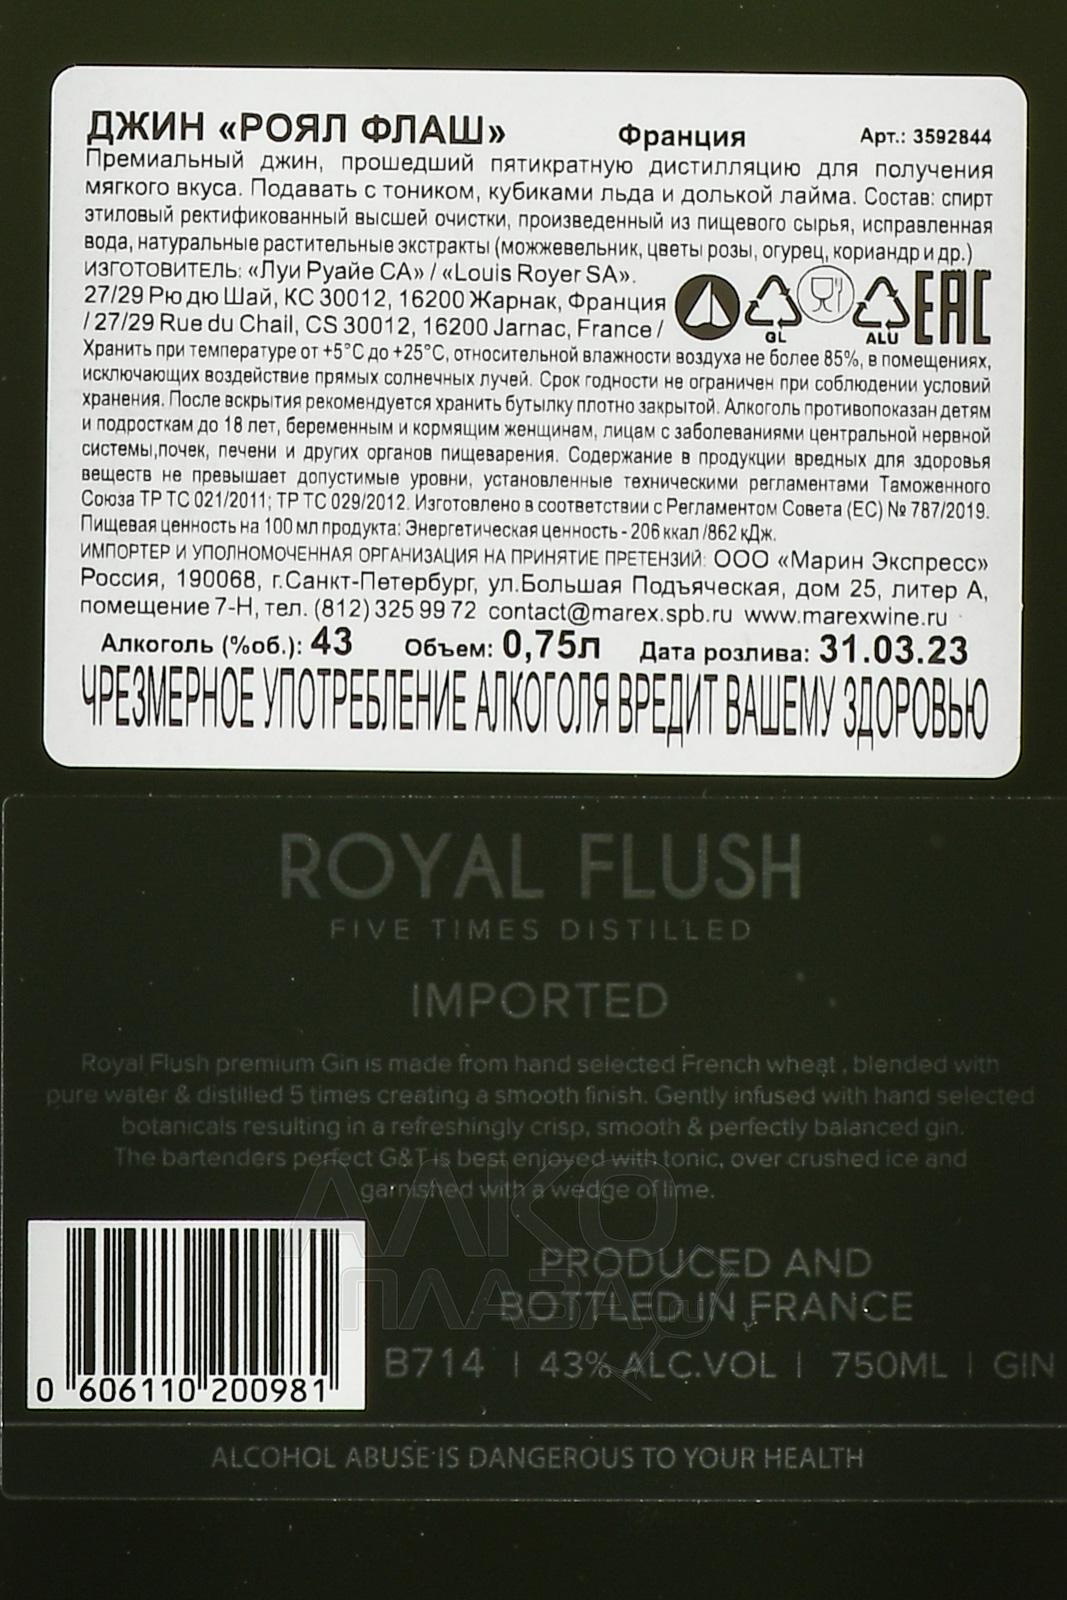 ДЖИН «РОЯЛ ФЛАШ» Франция Арт.: 3592844
Премиальный джин, прошедший пятикратную дистилляцию для получения
мягкого вкуса. Подавать с тоником, кубиками льда и долькой лайма. Состав: спирт
этиловый ректификованный высшей очистки, произведенный из пищевого сырья, исправленная
вода, натуральные растительные экстракты (можжевельник, цветы розы, огурец, кориандр и др.)
ИЗГОТОВИТЕЛЬ: «Луи Руайе СА» / «Louis Royer SA».
27/29 Рю дю Шай, КС 30012, 16200 Жарнак, Франция
/ 27/29 Rue du Chail, CS 30012, 16200 Jarnac, France /
GL ALU EAC
Хранить при температуре от +5°С до +25°С, относительной влажности воздуха не более 85%, в помещениях,
исключающих воздействие прямых солнечных лучей. Срок годности не ограничен при соблюдении условий
хранения. После вскрытия рекомендуется хранить бутылку плотно закрытой. Алкоголь противопоказан детям
и подросткам до 18 лет, беременным и кормящим женщинам, лицам с заболеваниями центральной нервной
системы,почек, печени и других органов пищеварения. Содержание в продукции вредных для здоровья
веществ не превышает допустимые уровни, установленные техническими регламентами Таможенного
Союза ТР ТС 021/2011; ТР ТС 029/2012. Изготовлено в соответствии с Регламентом Совета (ЕС) № 787/2019.
Пищевая ценность на 100 мл продукта: Энергетическая ценность - 206 ккал /862 кДж.
ИМПОРТЕР И УПОЛНОМОЧЕННАЯ ОРГАНИЗАЦИЯ НА ПРИНЯТИЕ ПРЕТЕНЗИЙ: ООО «Марин Экспресс»
Россия, 190068, г.Санкт-Петербург, ул.Большая Подъяческая, дом 25, литер А,
помещение 7-Н, тел. (812) 325 99 72 contact@marex.spb.ru www.marexwine.ru
Алкоголь (%об.): 43 Объем: 0,75л Дата розлива: 31.03.23
ЧРЕЗМЕРНОЕ УПОТРЕБЛЕНИЕ АЛКОГОЛЯ ВРЕДИТ ВАШЕМУ ЗДОРОВЬЮ
ROYAL FLUSH
FIVE TIMES DISTILLED
IMPORTED
Royal Flush premium Gin is made from hand selected French wheat , blended with
pure water & distilled 5 times creating a smooth finish. Gently infused with hand selected
botanicals resulting in a refreshingly crisp, smooth & perfectly balanced gin.
The bartenders perfect G&T is best enjoyed with tonic, over crushed ice and
garnished with a wedge of lime.
АЛКО
ПЛАЗА.ru
PRODUCED AND
BOTTLED IN FRANCE
B714 | 43% ALC.VOL | 750ML | GIN
0 606110 200981
ALCOHOL ABUSE IS DANGEROUS TO YOUR HEALTH